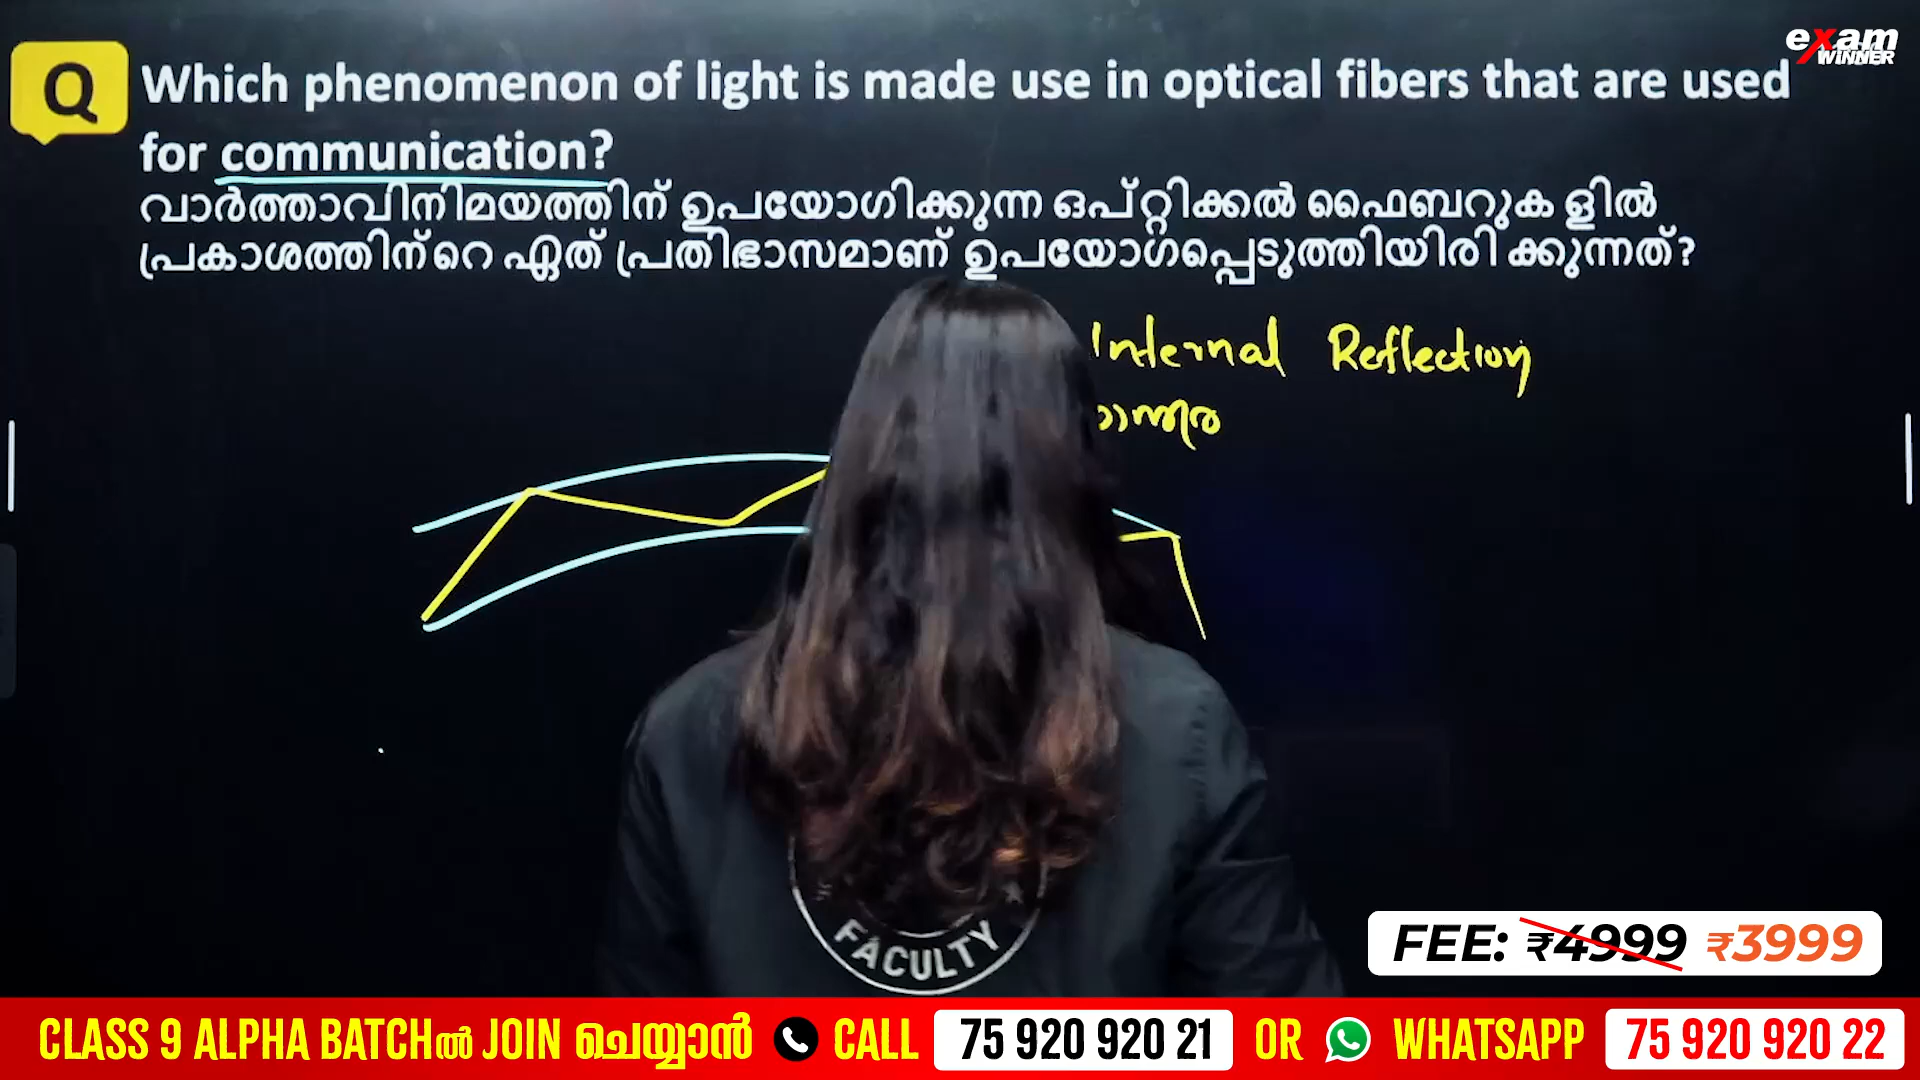 exam
WINNER
Q
Which phenomenon of light is made use in optical fibers that are used
for communication?
വാർത്താവിനിമയത്തിന് ഉപയോഗിക്കുന്ന ഒപ്റ്റിക്കൽ ഫൈബറുക ളിൽ
പ്രകാശത്തിന്റെ ഏത് പ്രതിഭാസമാണ് ഉപയോഗപ്പെടുത്തിയിരി ക്കുന്നത്?
Internal Reflection
FACULTY
FEE: ₹4999 ₹3999
CLASS 9 ALPHA BATCHൽ JOIN ചെയ്യാൻ CALL 75 920 920 21 OR WHATSAPP 75 920 920 22